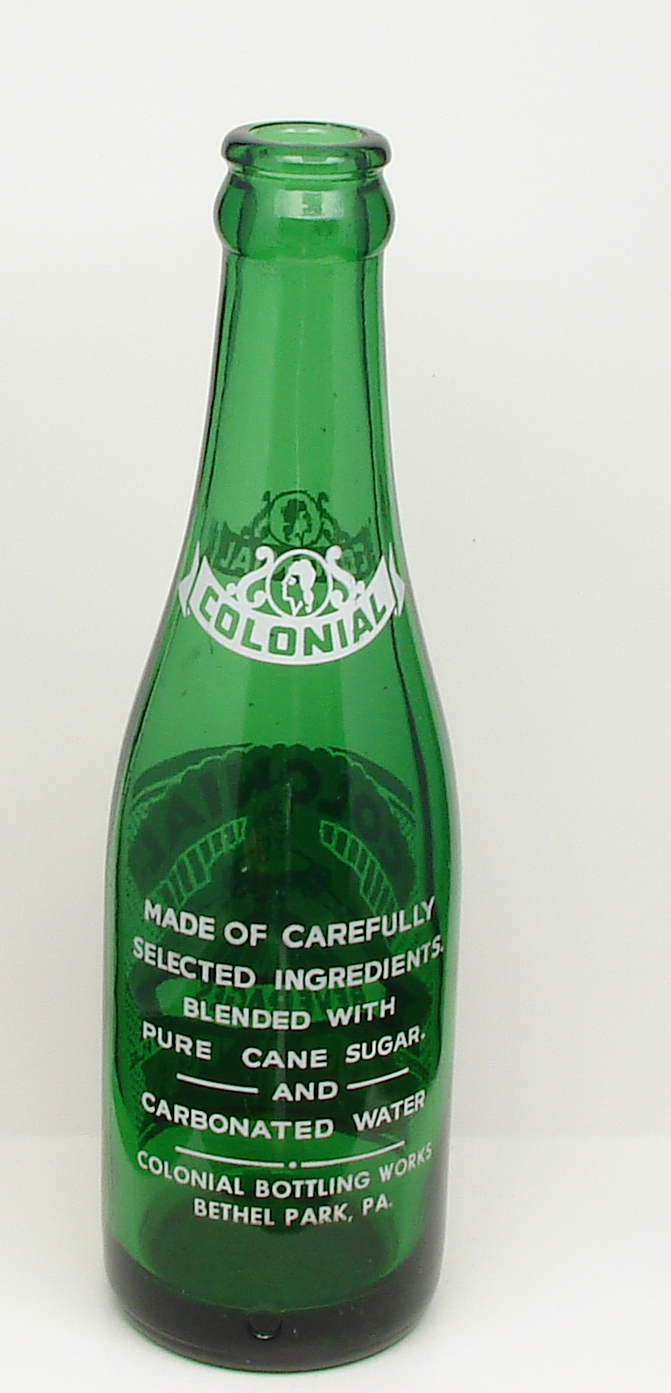 COLONIAL
MADE OF CAREFULLY
SELECTED INGREDIENTS.
BLENDED WITH
PURE CANE SUGAR.
AND
CARBONATED WATER
COLONIAL BOTTLING WORKS
BETHEL PARK, PA.